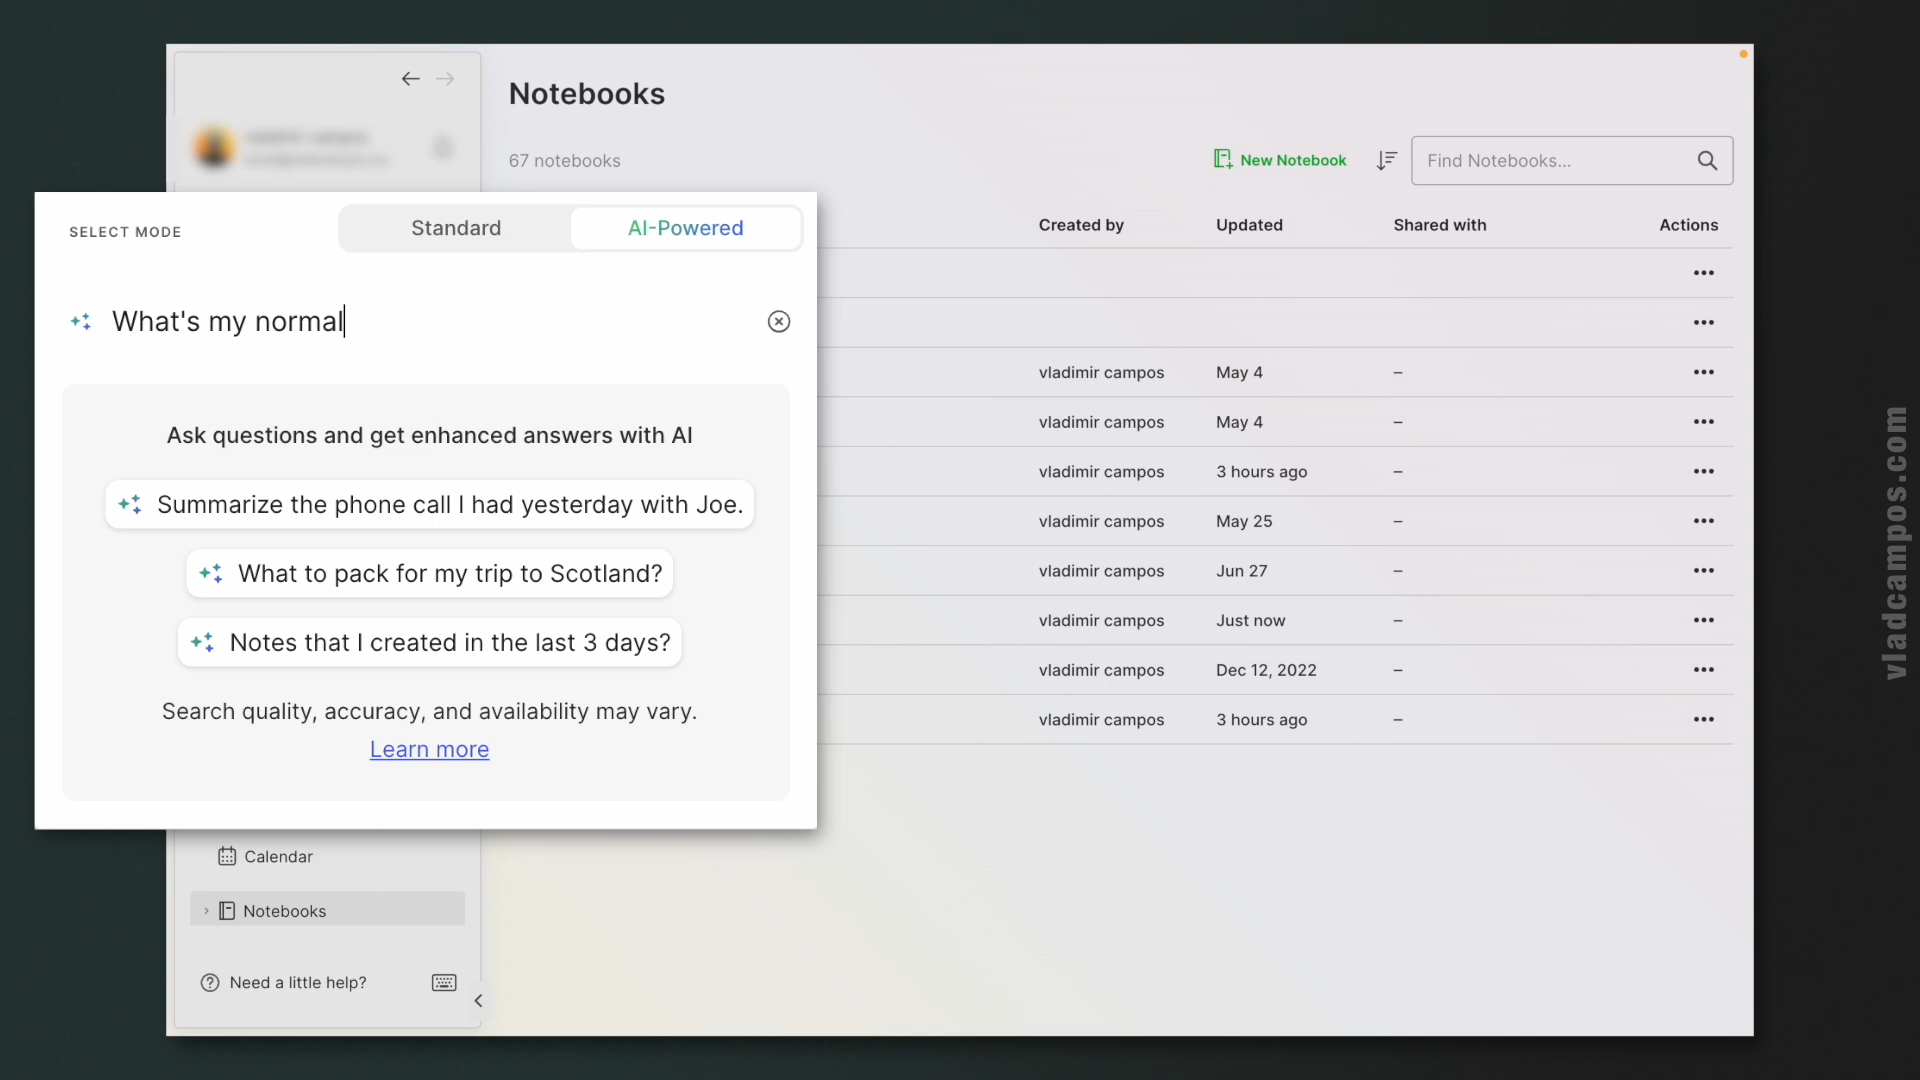 Notebooks
67 notebooks
New Notebook
Find Notebooks...
SELECT MODE
Standard
AI-Powered
Created by
Updated
Shared with
Actions
What's my normal
Ask questions and get enhanced answers with AI
Summarize the phone call I had yesterday with Joe.
What to pack for my trip to Scotland?
Notes that I created in the last 3 days?
Search quality, accuracy, and availability may vary.
Learn more
vladimir campos May 4 –
vladimir campos May 4 –
vladimir campos 3 hours ago –
vladimir campos May 25 –
vladimir campos Jun 27 –
vladimir campos Just now –
vladimir campos Dec 12, 2022 –
vladimir campos 3 hours ago –
Calendar
Notebooks
Need a little help?
vladcampos.com